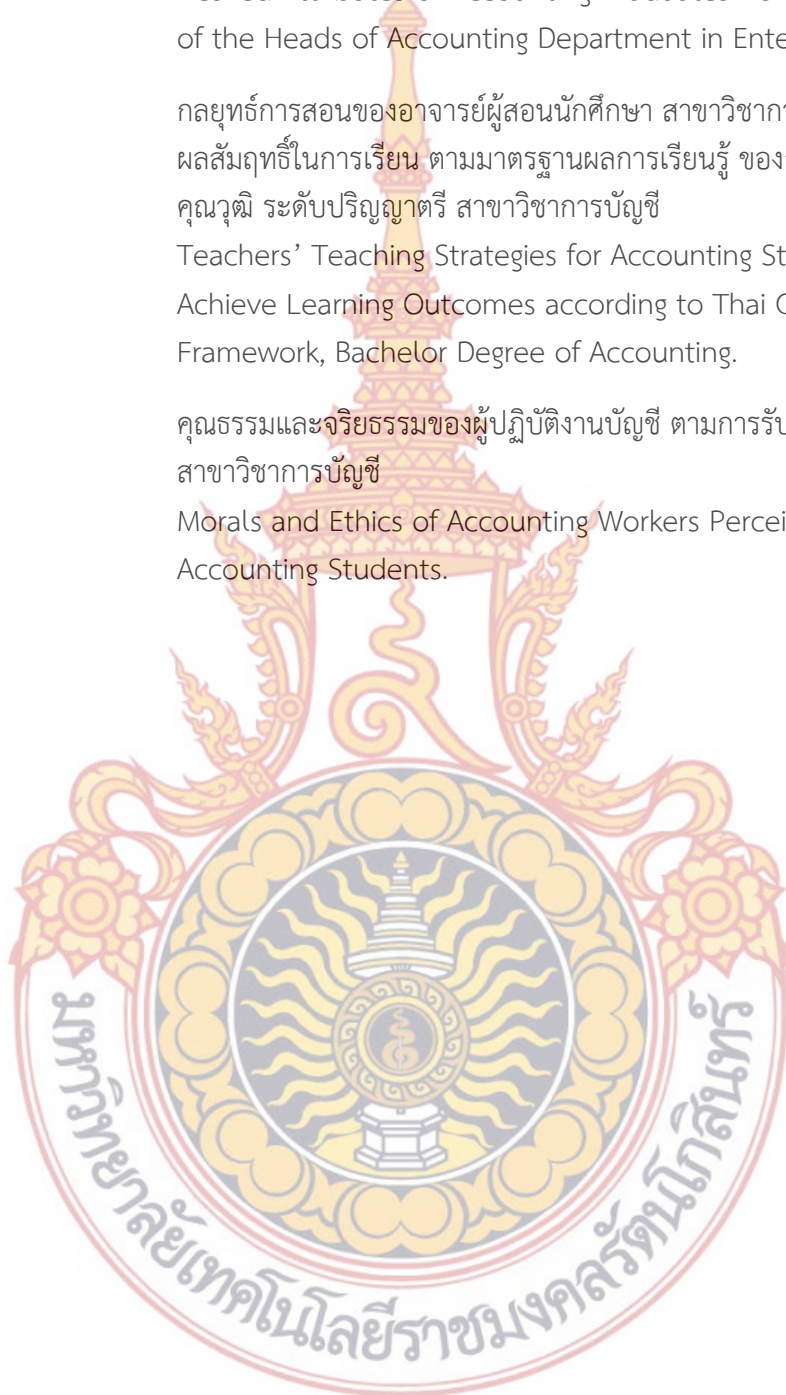 of the Heads of Accounting Department in Ente
กลยุทธ์การสอนของอาจารย์ผู้สอนนักศึกษา สาขาวิชากา
ผลสัมฤทธิ์ในการเรียน ตามมาตรฐานผลการเรียนรู้ ของ
คุณวุฒิ ระดับปริญญาตรี สาขาวิชาการบัญชี
Teachers’ Teaching Strategies for Accounting St
Achieve Learning Outcomes according to Thai
Framework, Bachelor Degree of Accounting.
คุณธรรมและจริยธรรมของผู้ปฏิบัติงานบัญชี ตามการรับ
สาขาวิชาการบัญชี
Morals and Ethics of Accounting Workers Percei
Accounting Students.
มหาวิทยาลัยเทคโนโลยีราชมงคลรัตนโกสินทร์